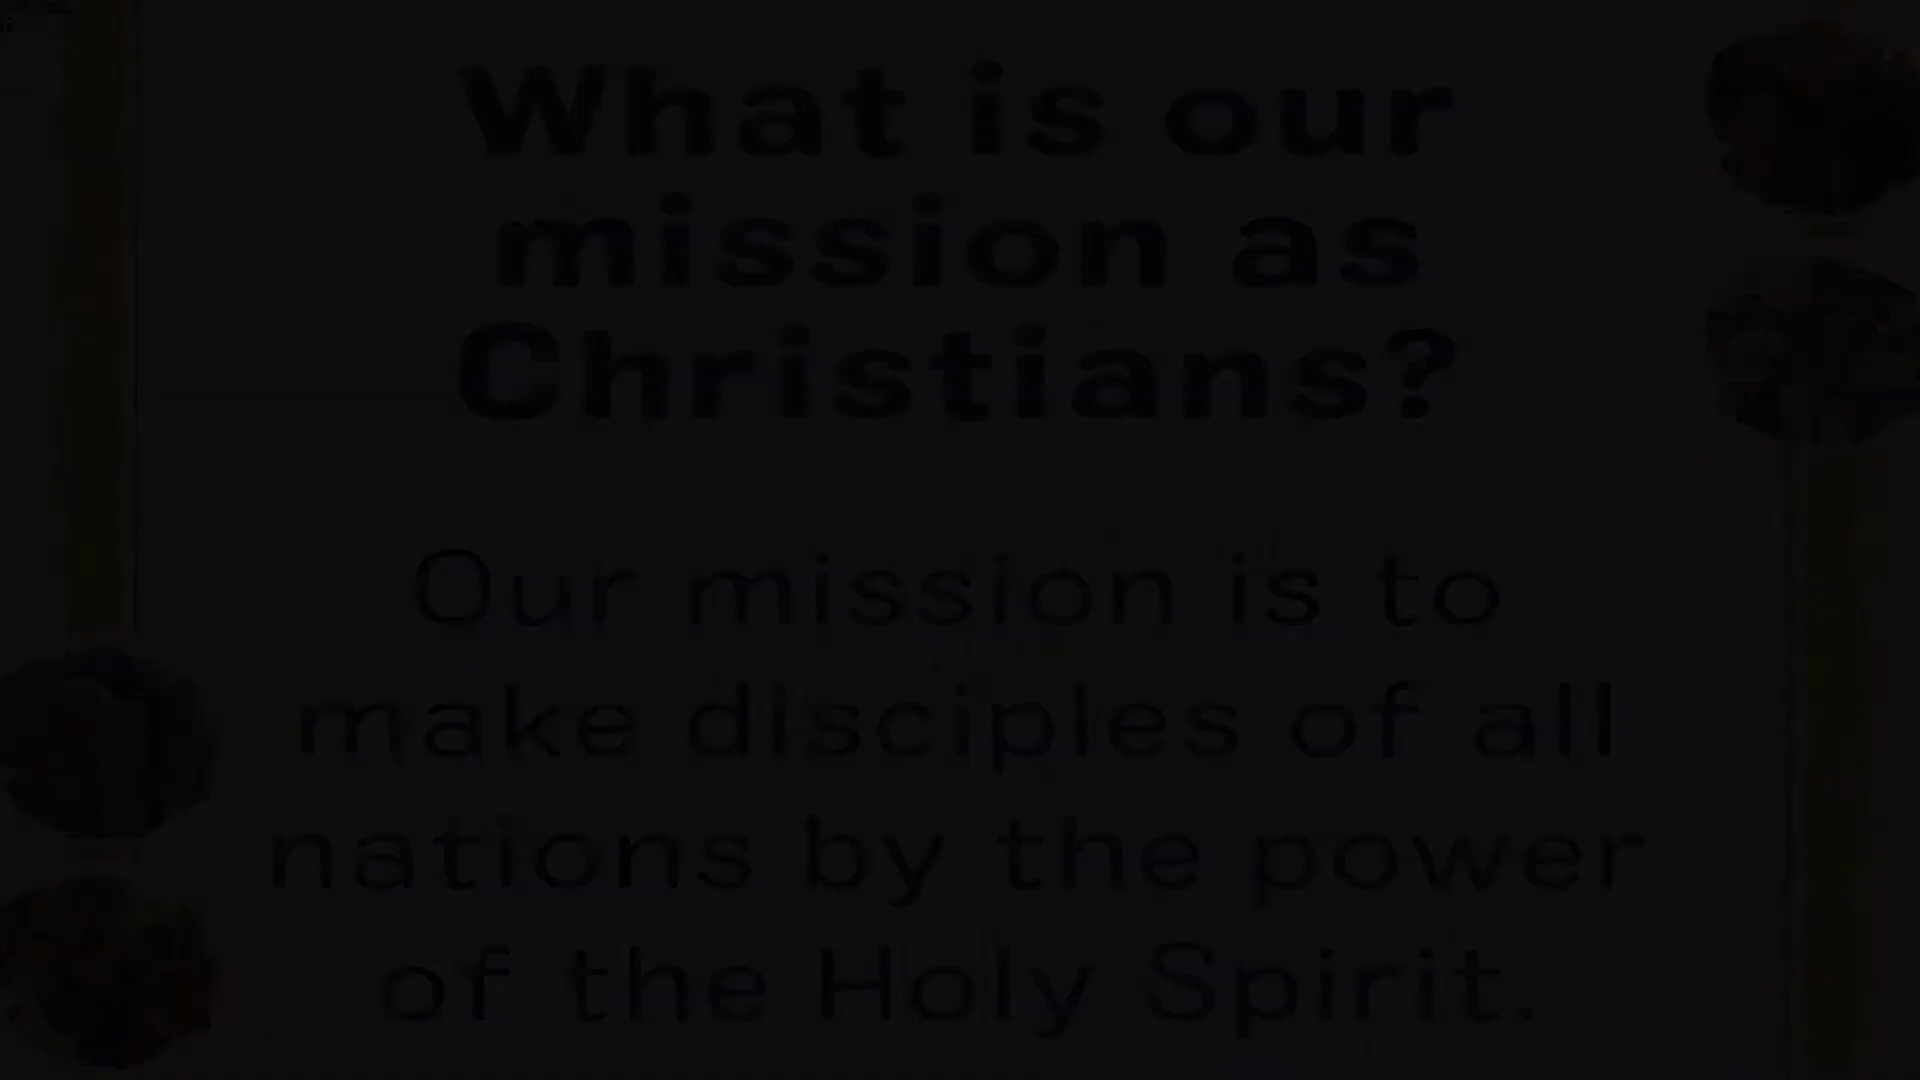 What is our
mission as
Christians?
Our mission is to
make disciples of all
nations by the power
of the Holy Spirit.